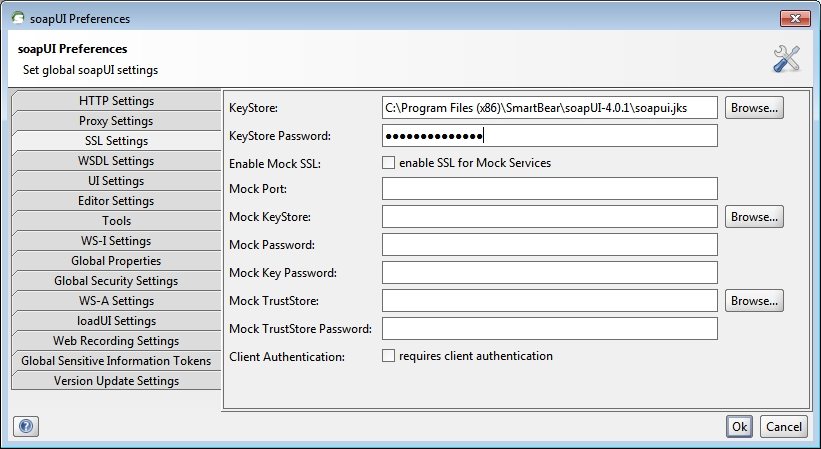 soapUI Preferences
soapUI Preferences
Set global soapUI settings
HTTP Settings
Proxy Settings
SSL Settings
WSDL Settings
UI Settings
Editor Settings
Tools
WS-I Settings
Global Properties
Global Security Settings
WS-A Settings
loadUI Settings
Web Recording Settings
Global Sensitive Information Tokens
Version Update Settings
KeyStore: C:\Program Files (x86)\SmartBear\soapUI-4.0.1\soapui.jks Browse...
KeyStore Password: ●●●●●●●●●●●●●●
Enable Mock SSL: enable SSL for Mock Services
Mock Port:
Mock KeyStore: Browse...
Mock Password:
Mock Key Password:
Mock TrustStore: Browse...
Mock TrustStore Password:
Client Authentication: requires client authentication
? Ok Cancel